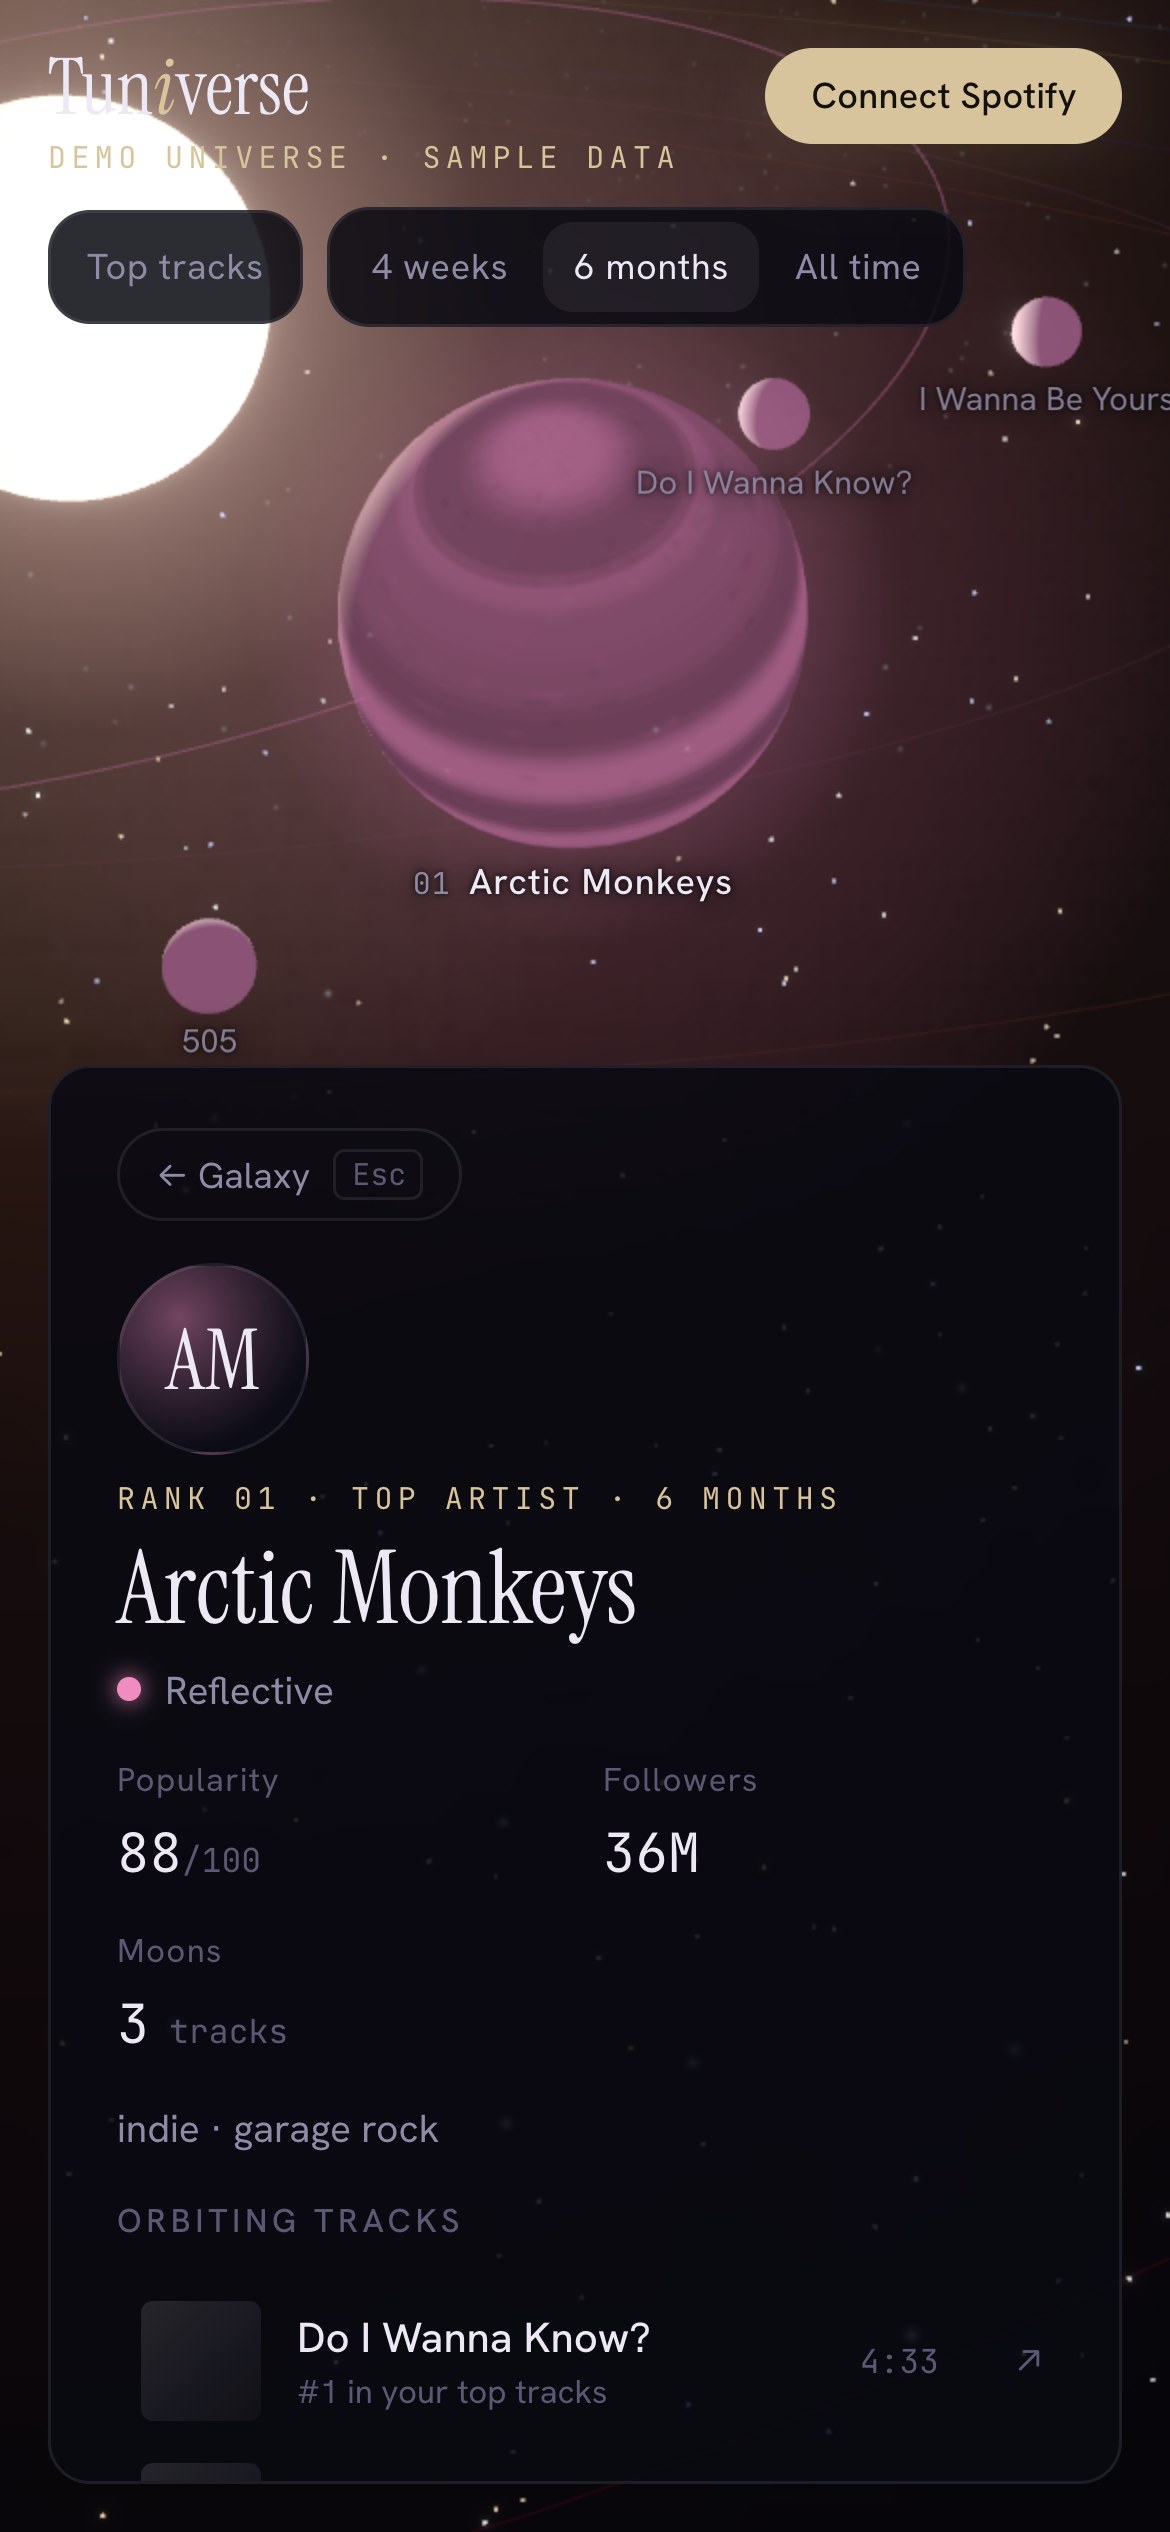 Tuniverse
Connect Spotify
DEMO UNIVERSE · SAMPLE DATA
Top tracks
4 weeks
6 months
All time
I Wanna Be Yours
Do I Wanna Know?
01 Arctic Monkeys
505
← Galaxy Esc
AM
RANK 01 · TOP ARTIST · 6 MONTHS
Arctic Monkeys
Reflective
Popularity
88/100
Followers
36M
Moons
3 tracks
indie · garage rock
ORBITING TRACKS
Do I Wanna Know?
#1 in your top tracks
4:33 ↗